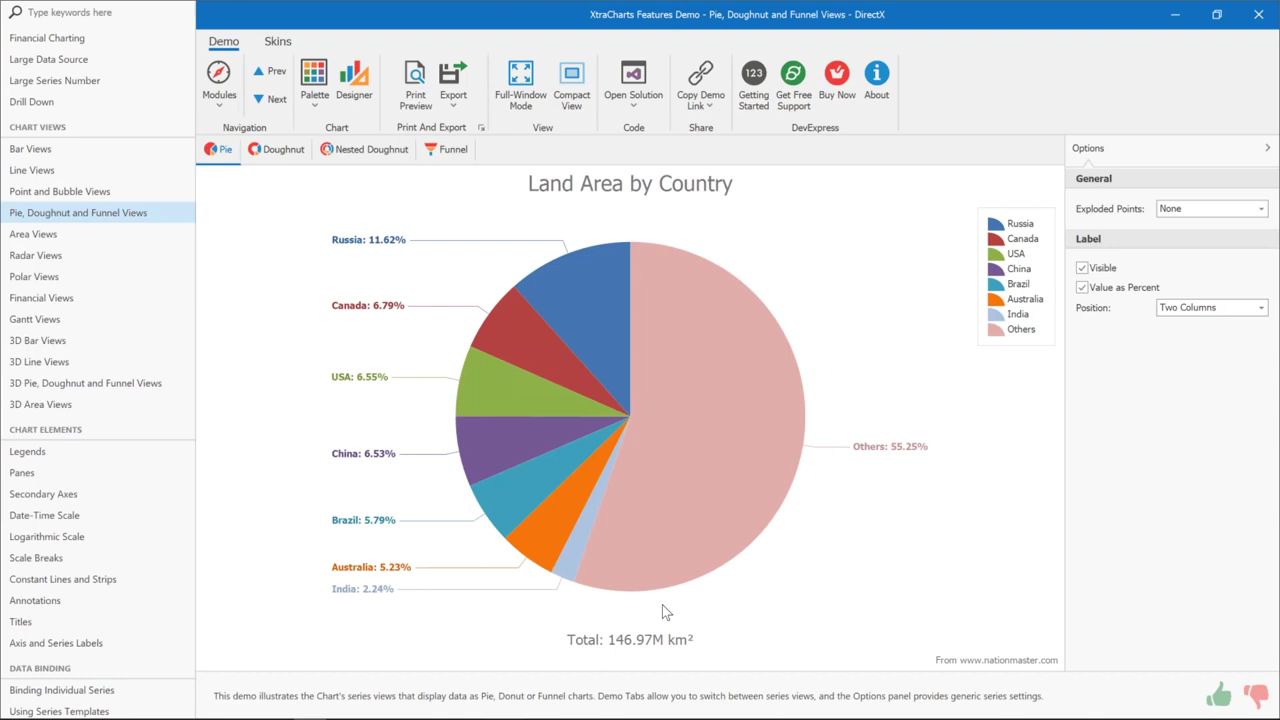 Type keywords here
XtraCharts Features Demo - Pie, Doughnut and Funnel Views - DirectX
Financial Charting
Large Data Source
Large Series Number
Drill Down
CHART VIEWS
Bar Views
Line Views
Point and Bubble Views
Pie, Doughnut and Funnel Views
Area Views
Radar Views
Polar Views
Financial Views
Gantt Views
3D Bar Views
3D Line Views
3D Pie, Doughnut and Funnel Views
3D Area Views
CHART ELEMENTS
Legends
Panes
Secondary Axes
Date-Time Scale
Logarithmic Scale
Scale Breaks
Constant Lines and Strips
Annotations
Titles
Axis and Series Labels
DATA BINDING
Binding Individual Series
Using Series Templates
Demo Skins
Modules
Prev
Next
Navigation
Palette
Designer
Chart
Print
Preview
Export
Print And Export
Full-Window
Mode
Compact
View
View
Open Solution
Code
Copy Demo
Link
Share
123
Getting
Started
Get Free
Support
Buy Now
About
DevExpress
Pie Doughnut Nested Doughnut Funnel
Land Area by Country
Russia: 11.62%
Canada: 6.79%
USA: 6.55%
China: 6.53%
Brazil: 5.79%
Australia: 5.23%
India: 2.24%
Others: 55.25%
Russia
Canada
USA
China
Brazil
Australia
India
Others
Total: 146.97M km²
From www.nationmaster.com
Options
General
Exploded Points: None
Label
Visible
Value as Percent
Position: Two Columns
This demo illustrates the Chart's series views that display data as Pie, Donut or Funnel charts. Demo Tabs allow you to switch between series views, and the Options panel provides generic series settings.